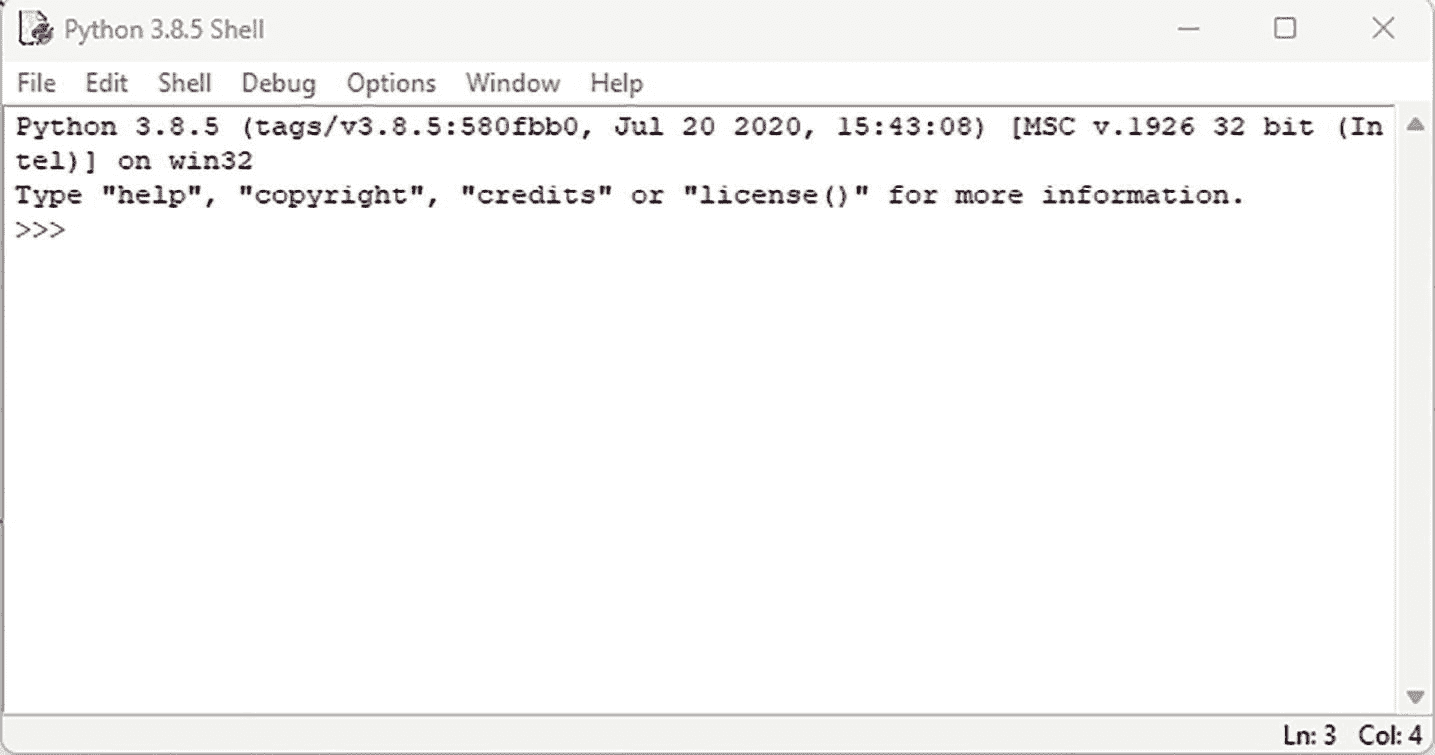 Python 3.8.5 Shell
File Edit Shell Debug Options Window Help
Python 3.8.5 (tags/v3.8.5:580fbb0, Jul 20 2020, 15:43:08) [MSC v.1926 32 bit (In
tel)] on win32
Type "help", "copyright", "credits" or "license()" for more information.
>>>
Ln: 3 Col: 4